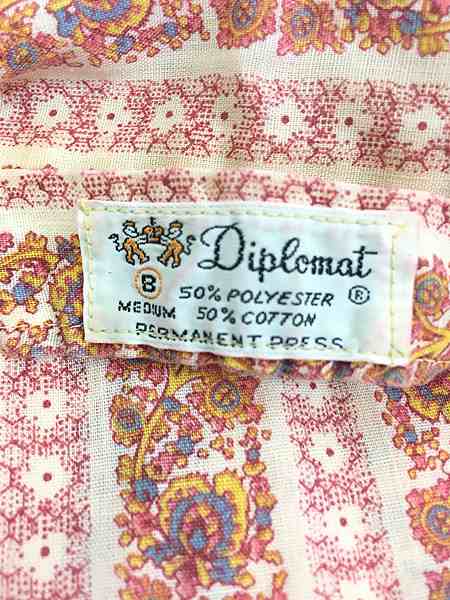 Diplomat
B 50% POLYESTER ®
MEDIUM 50% COTTON
PERMANENT PRESS